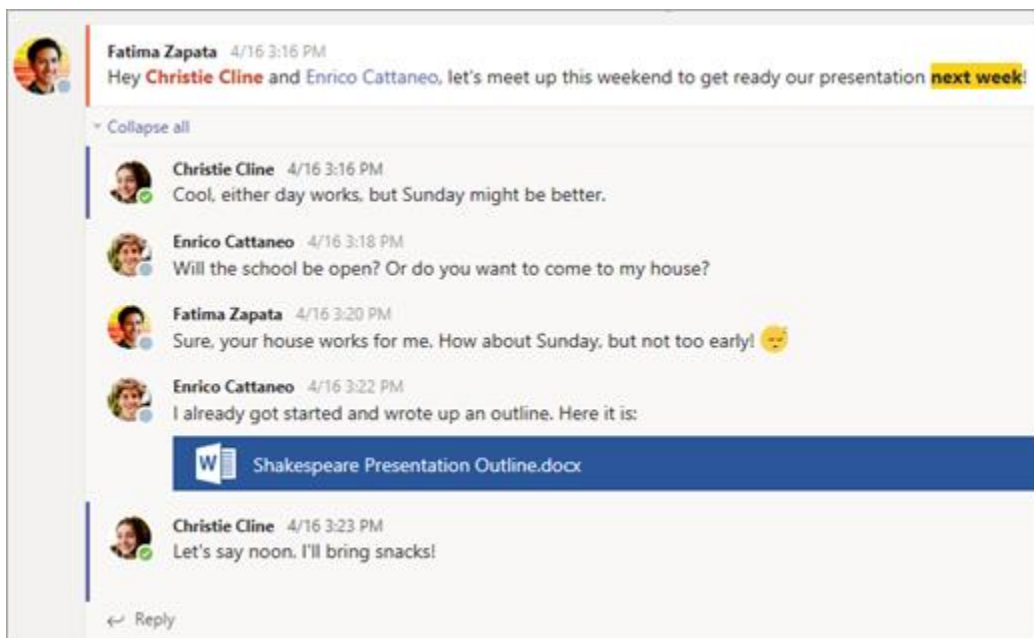 Fatima Zapata 4/16 3:16 PM
Hey Christie Cline and Enrico Cattaneo, let's meet up this weekend to get ready our presentation next week!
Collapse all
Christie Cline 4/16 3:16 PM
Cool, either day works, but Sunday might be better.
Enrico Cattaneo 4/16 3:18 PM
Will the school be open? Or do you want to come to my house?
Fatima Zapata 4/16 3:20 PM
Sure, your house works for me. How about Sunday, but not too early!
Enrico Cattaneo 4/16 3:22 PM
I already got started and wrote up an outline. Here it is:
W Shakespeare Presentation Outline.docx
Christie Cline 4/16 3:23 PM
Let's say noon. I'll bring snacks!
Reply